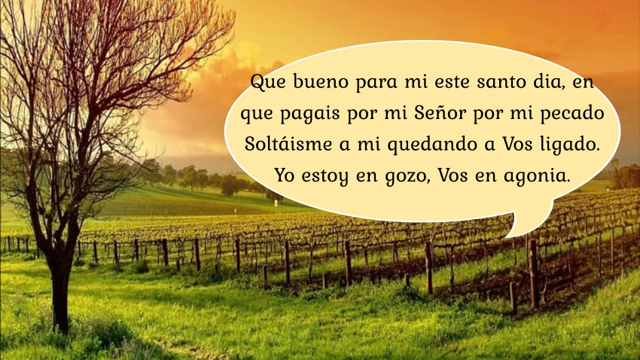 Que bueno para mi este santo dia, en
que pagais por mi Señor por mi pecado
Soltáisme a mi quedando a Vos ligado.
Yo estoy en gozo, Vos en agonia.